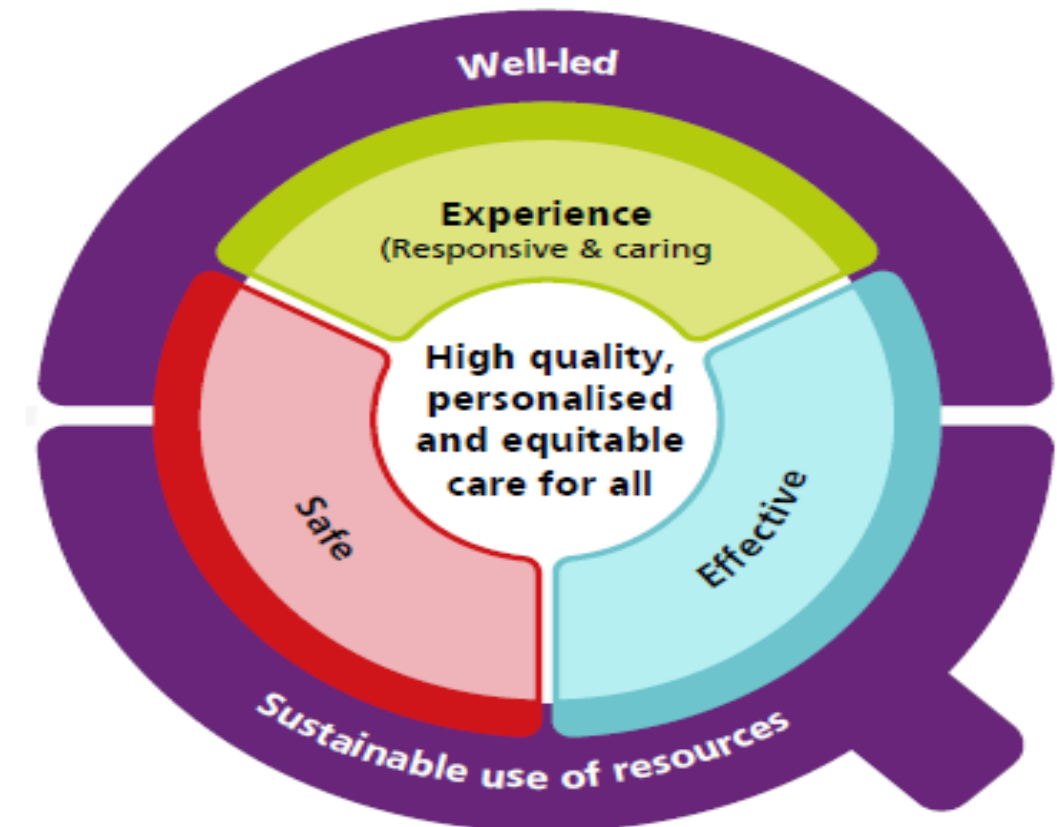 Well-led
Experience
(Responsive & caring
High quality,
personalised
and equitable
care for all
Safe
Effective
Sustainable use of resources